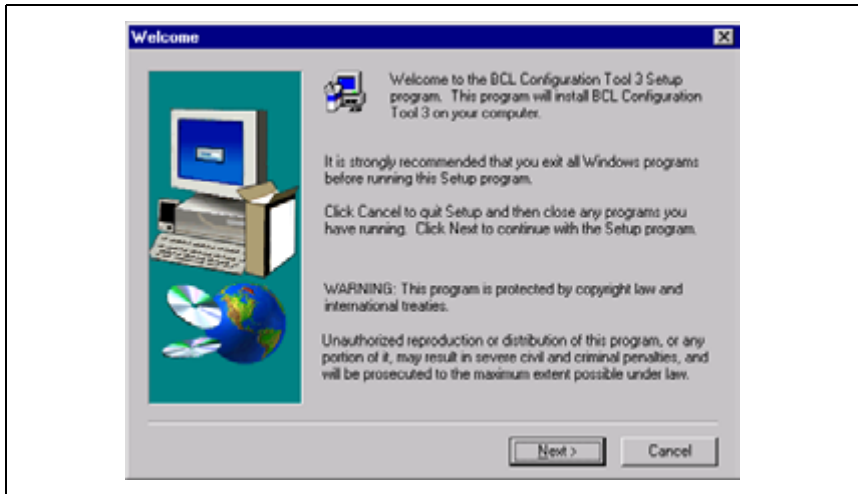 Welcome
Welcome to the BCL Configuration Tool 3 Setup
program. This program will install BCL Configuration
Tool 3 on your computer.
It is strongly recommended that you exit all Windows programs
before running this Setup program.
Click Cancel to quit Setup and then close any programs you
have running. Click Next to continue with the Setup program.
WARNING: This program is protected by copyright law and
international treaties.
Unauthorized reproduction or distribution of this program, or any
portion of it, may result in severe civil and criminal penalties, and
will be prosecuted to the maximum extent possible under law.
Next >
Cancel